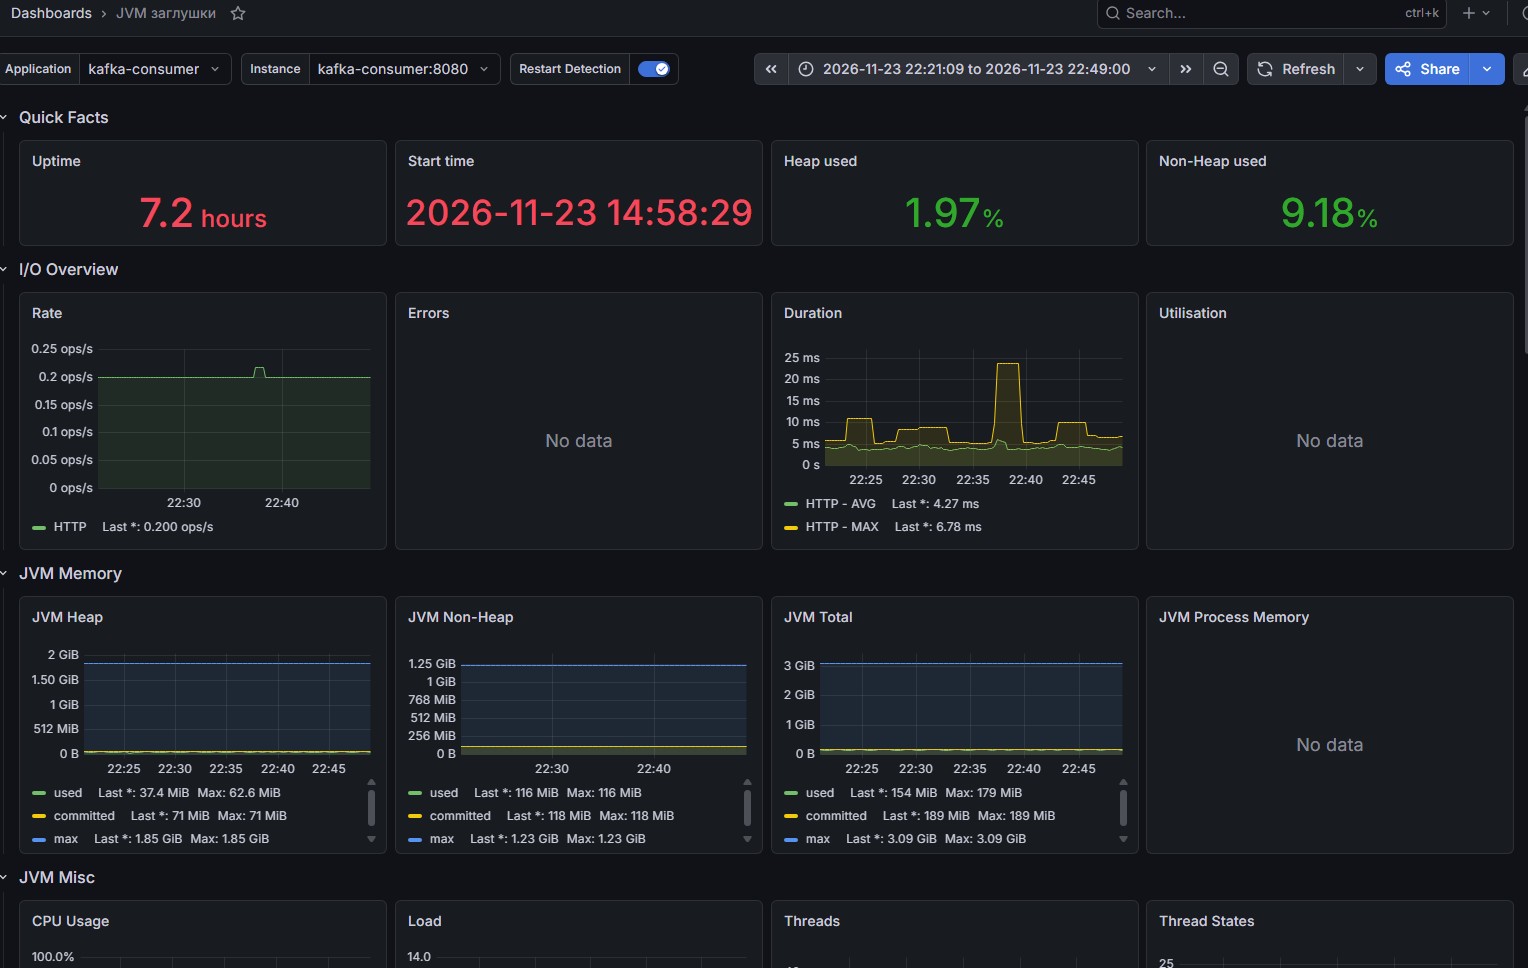 Dashboards › JVM заглушки
Search... ctrl+k
Application kafka-consumer Instance kafka-consumer:8080 Restart Detection 2026-11-23 22:21:09 to 2026-11-23 22:49:00 Refresh Share
Quick Facts
Uptime
7.2 hours
Start time
2026-11-23 14:58:29
Heap used
1.97%
Non-Heap used
9.18%
I/O Overview
Rate
0.25 ops/s
0.2 ops/s
0.15 ops/s
0.1 ops/s
0.05 ops/s
0 ops/s
22:30 22:40
HTTP Last *: 0.200 ops/s
Errors
No data
Duration
25 ms
20 ms
15 ms
10 ms
5 ms
0 s
22:25 22:30 22:35 22:40 22:45
HTTP - AVG Last *: 4.27 ms
HTTP - MAX Last *: 6.78 ms
Utilisation
No data
JVM Memory
JVM Heap
2 GiB
1.50 GiB
1 GiB
512 MiB
0 B
22:25 22:30 22:35 22:40 22:45
used Last *: 37.4 MiB Max: 62.6 MiB
committed Last *: 71 MiB Max: 71 MiB
max Last *: 1.85 GiB Max: 1.85 GiB
JVM Non-Heap
1.25 GiB
1 GiB
768 MiB
512 MiB
256 MiB
0 B
22:30 22:40
used Last *: 116 MiB Max: 116 MiB
committed Last *: 118 MiB Max: 118 MiB
max Last *: 1.23 GiB Max: 1.23 GiB
JVM Total
3 GiB
2 GiB
1 GiB
0 B
22:25 22:30 22:35 22:40 22:45
used Last *: 154 MiB Max: 179 MiB
committed Last *: 189 MiB Max: 189 MiB
max Last *: 3.09 GiB Max: 3.09 GiB
JVM Process Memory
No data
JVM Misc
CPU Usage
100.0%
Load
14.0
Threads
Thread States
25